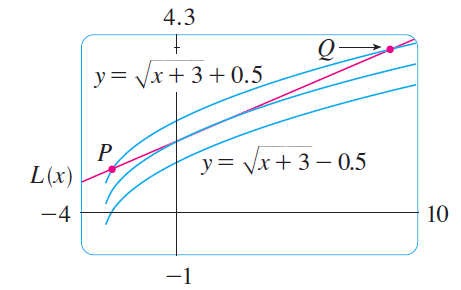 4.3
Q
y = √x + 3 + 0.5
P
y = √x + 3 – 0.5
L(x)
–4
10
–1